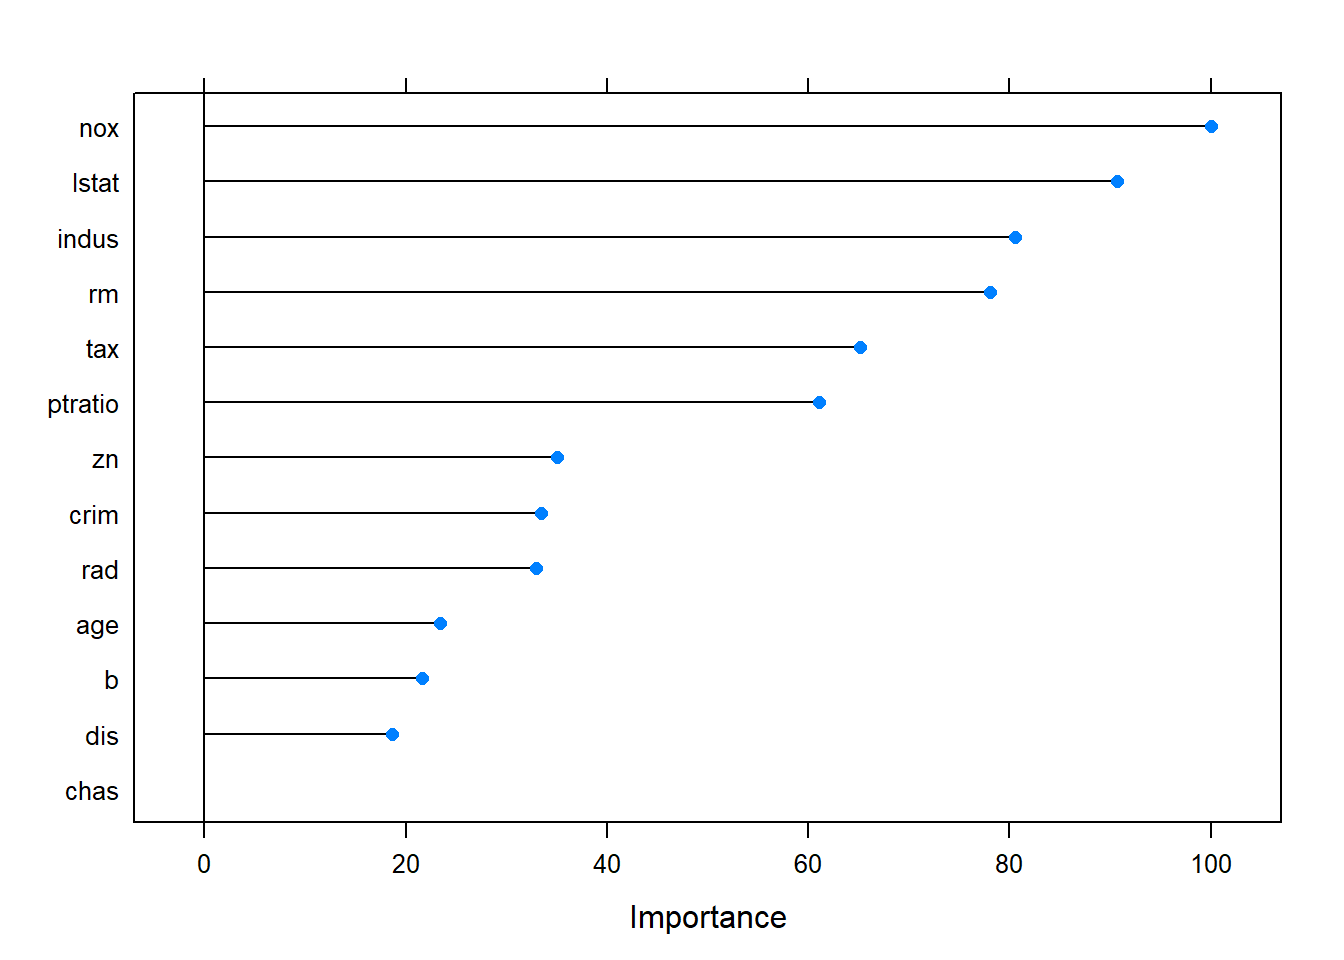 nox
lstat
indus
rm
tax
ptratio
zn
crim
rad
age
b
dis
chas
0 20 40 60 80 100
Importance